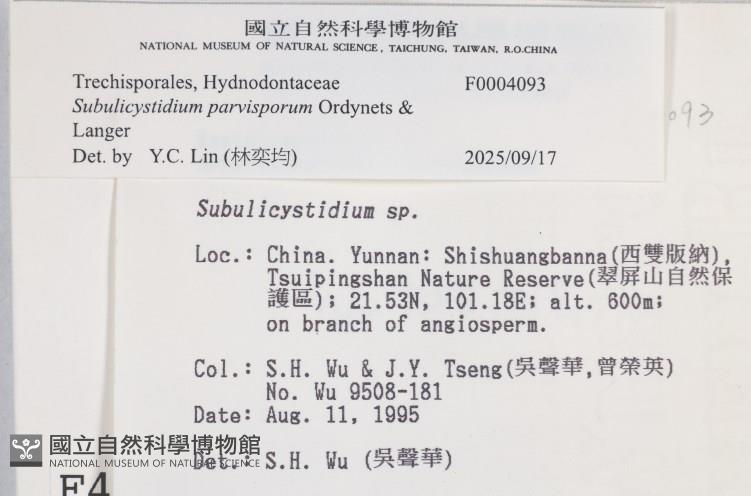 國立自然科學博物館
NATIONAL MUSEUM OF NATURAL SCIENCE, TAICHUNG, TAIWAN, R.O.CHINA
Trechisporales, Hydnodontaceae F0004093
Subulicystidium parvisporum Ordynets &
Langer
Det. by Y.C. Lin (林奕均) 2025/09/17
093
Subulicystidium sp.
Loc.: China. Yunnan: Shishuangbanna(西雙版納),
Tsuipingshan Nature Reserve(翠屏山自然保
護區); 21.53N, 101.18E; alt. 600m;
on branch of angiosperm.
Col.: S.H. Wu & J.Y. Tseng(吳聲華,曾榮英)
No. Wu 9508-181
Date: Aug. 11, 1995
Det.: S.H. Wu (吳聲華)
國立自然科學博物館
NATIONAL MUSEUM OF NATURAL SCIENCE